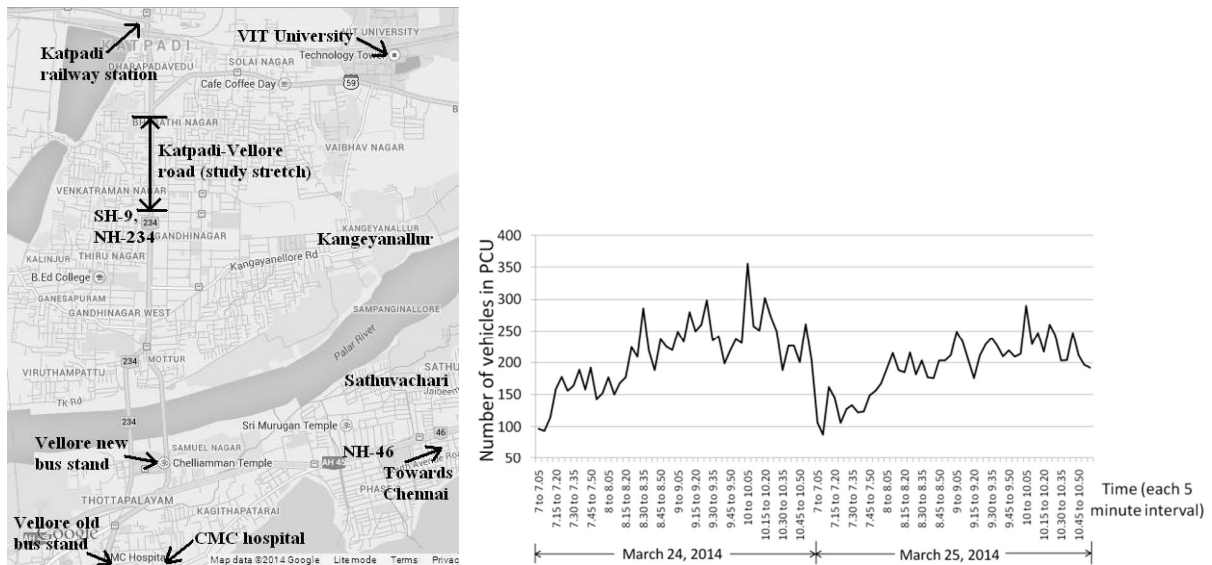 VIT University
VIT UNIVERSITY
Katpadi
railway station
KATPADI
Technology Tower
DHARAPADAVEDU
SOLAI NAGAR
Cafe Coffee Day
59
BHARATHI NAGAR
Katpadi-Vellore
road (study stretch)
VAIBHAV NAGAR
VENKATRAMAN NAGAR
SH-9,
NH-234
234
GANDHINAGAR
KANGEYANALLUR
Kangeyanallur
KALINJUR
THIRU NAGAR
Kangayanellore Rd
B.Ed College
GANESAPURAM
GANDHINAGAR WEST
SAMPANGINALLORE
Palar River
234
MOTTUR
VIRUTHAMPATTU
SATHU
Sathuvachari
Jaibeem
TK Rd
234
Sri Murugan Temple
46
Vellore new
bus stand
SAMUEL NAGAR
Chelliamman Temple
NH-46
AH 45
Towards
Chennai
PHASE
THOTTAPALAYAM
KAGITHAPATARAI
Google
Vellore old
bus stand
CMC hospital
CMC Hospital
Map data ©2014 Google Lite mode Terms Privac
Number of vehicles in PCU
400
350
300
250
200
150
100
50
7 to 7.05
7.15 to 7.20
7.30 to 7.35
7.45 to 7.50
8 to 8.05
8.15 to 8.20
8.30 to 8.35
8.45 to 8.50
9 to 9.05
9.15 to 9.20
9.30 to 9.35
9.45 to 9.50
10 to 10.05
10.15 to 10.20
10.30 to 10.35
10.45 to 10.50
7 to 7.05
7.15 to 7.20
7.30 to 7.35
7.45 to 7.50
8 to 8.05
8.15 to 8.20
8.30 to 8.35
8.45 to 8.50
9 to 9.05
9.15 to 9.20
9.30 to 9.35
9.45 to 9.50
10 to 10.05
10.15 to 10.20
10.30 to 10.35
10.45 to 10.50
Time (each 5
minute interval)
March 24, 2014
March 25, 2014